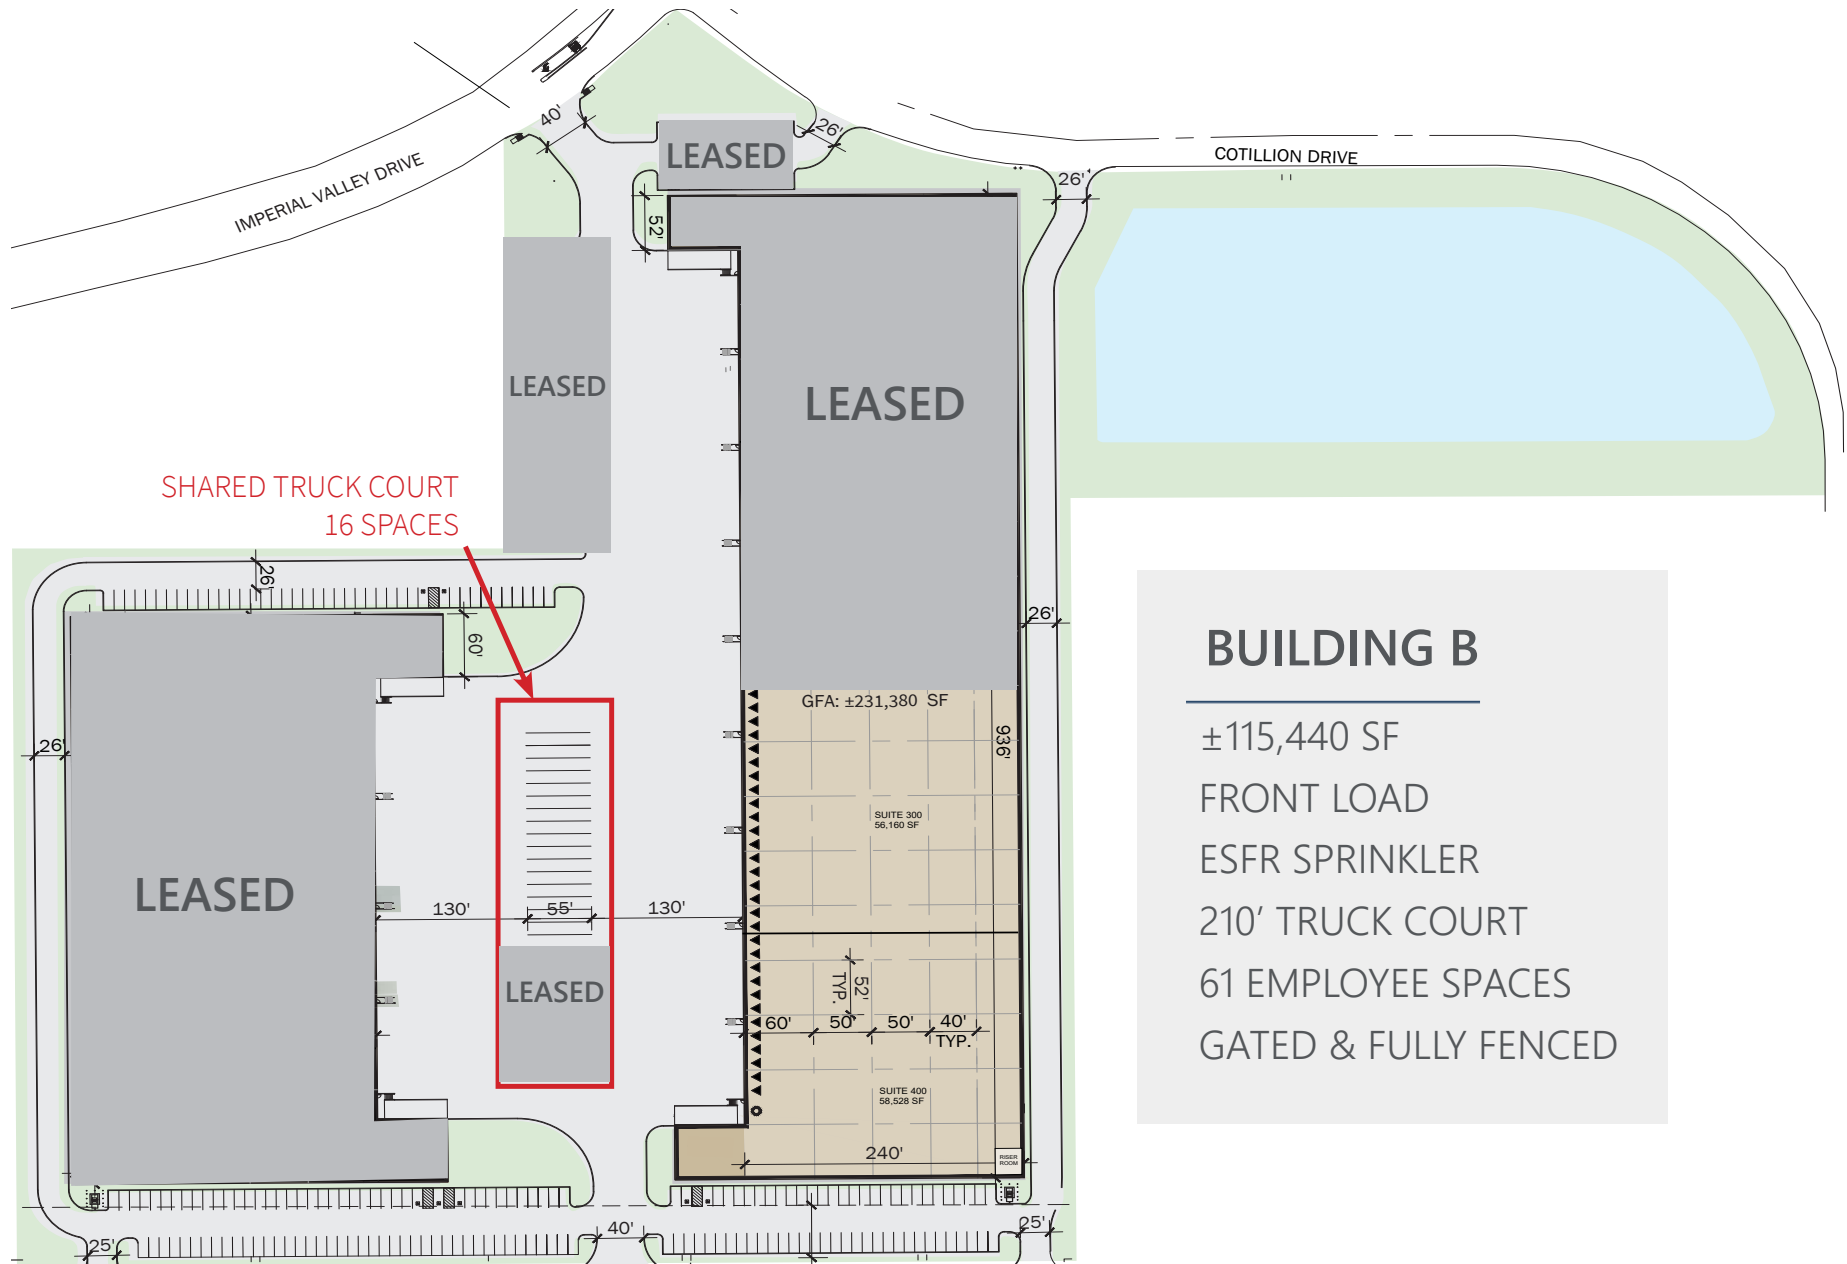 40'
26'
LEASED
COTILLION DRIVE
IMPERIAL VALLEY DRIVE
26'
52'
LEASED
LEASED
SHARED TRUCK COURT
16 SPACES
26'
60'
26'
26'
BUILDING B
±115,440 SF
FRONT LOAD
ESFR SPRINKLER
210' TRUCK COURT
61 EMPLOYEE SPACES
GATED & FULLY FENCED
GFA: ±231,380 SF
936'
SUITE 300
56,160 SF
LEASED
130'
55'
130'
LEASED
52'
TYP.
60'
50'
50'
40'
TYP.
SUITE 400
58,528 SF
240'
RISER
ROOM
25'
40'
25'